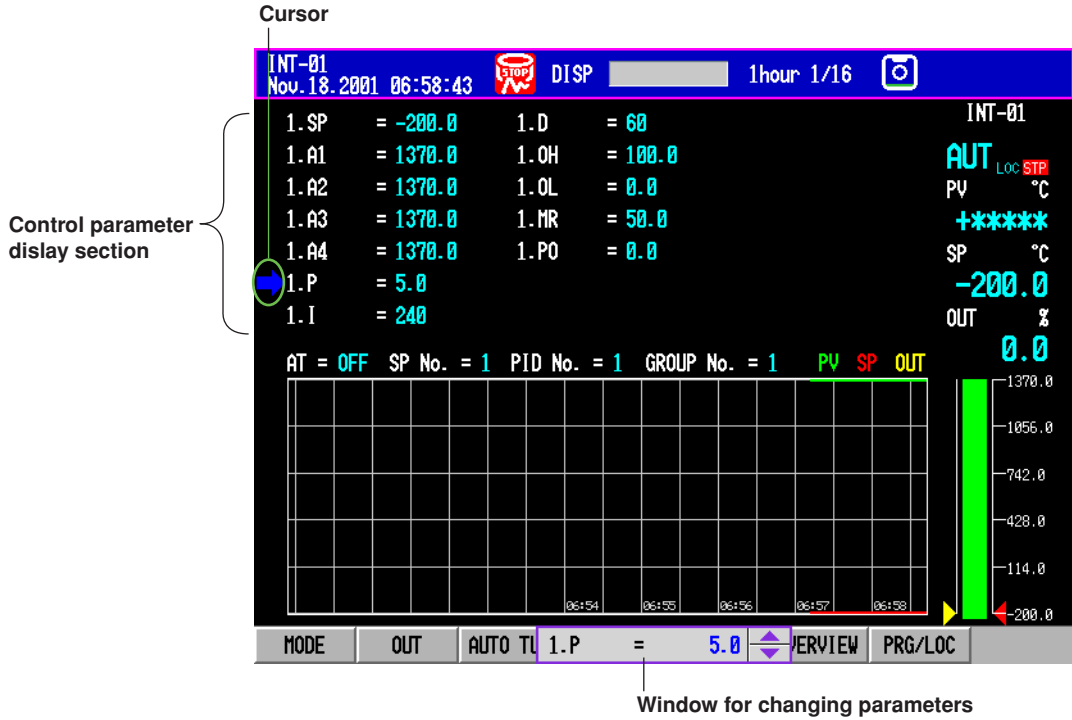 Cursor
INT-01
Nov.18.2001 06:58:43
STOP
DISP
1hour 1/16
Control parameter
dislay section
1.SP = -200.0 1.D = 60
1.A1 = 1370.0 1.OH = 100.0
1.A2 = 1370.0 1.OL = 0.0
1.A3 = 1370.0 1.MR = 50.0
1.A4 = 1370.0 1.PO = 0.0
1.P = 5.0
1.I = 240
INT-01
AUT LOC STP
PV °C
+*****
SP °C
-200.0
OUT %
0.0
AT = OFF SP No. = 1 PID No. = 1 GROUP No. = 1 PV SP OUT
1370.0
1056.0
742.0
428.0
114.0
-200.0
06:54 06:55 06:56 06:57 06:58
MODE OUT AUTO TU 1.P = 5.0 VERVIEW PRG/LOC
Window for changing parameters